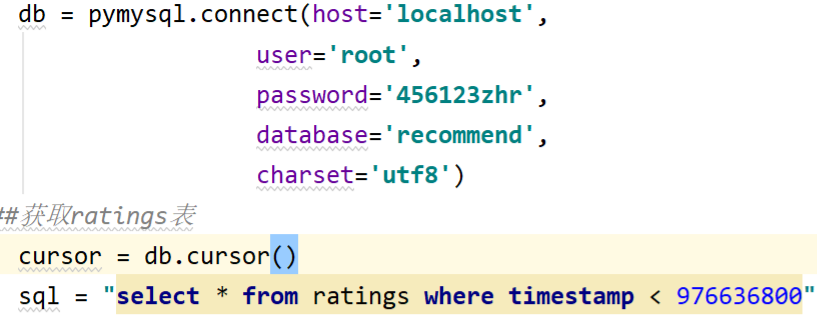 db = pymysql.connect(host='localhost',
user='root',
password='456123zhr',
database='recommend',
charset='utf8')
##获取ratings表
cursor = db.cursor()
sql = "select * from ratings where timestamp < 976636800"